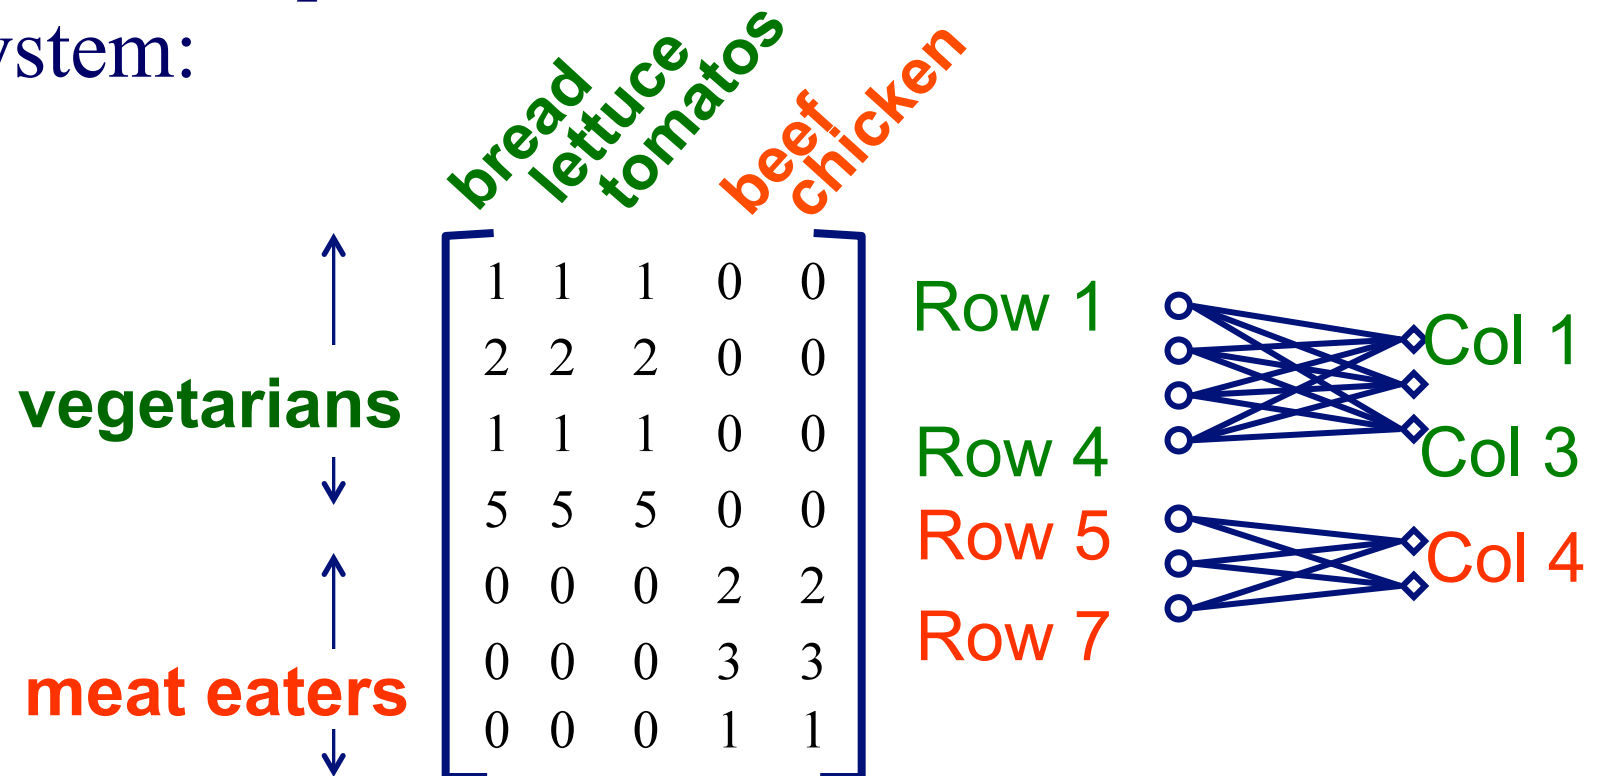 ystem:
bread
lettuce
tomatos
beef
chicken
vegetarians
meat eaters
1 1 1 0 0
2 2 2 0 0
1 1 1 0 0
5 5 5 0 0
0 0 0 2 2
0 0 0 3 3
0 0 0 1 1
Row 1
Row 4
Row 5
Row 7
Col 1
Col 3
Col 4